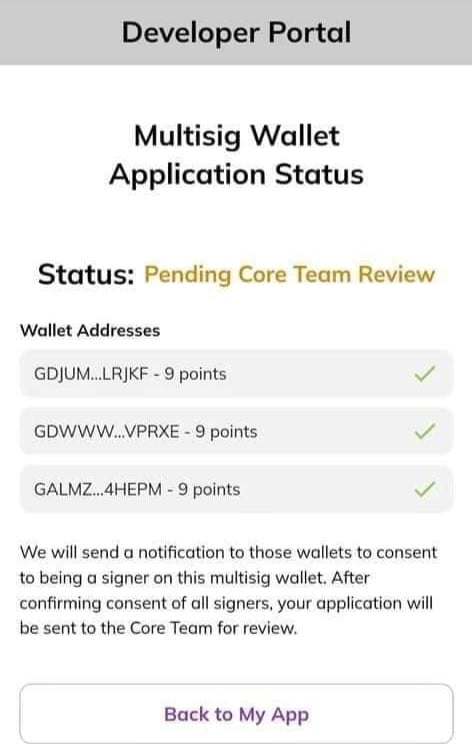 Developer Portal
Multisig Wallet
Application Status
Status: Pending Core Team Review
Wallet Addresses
GDJUM...LRJKF - 9 points
GDWWW...VPRXE - 9 points
GALMZ...4HEPM - 9 points
We will send a notification to those wallets to consent
to being a signer on this multisig wallet. After
confirming consent of all signers, your application will
be sent to the Core Team for review.
Back to My App